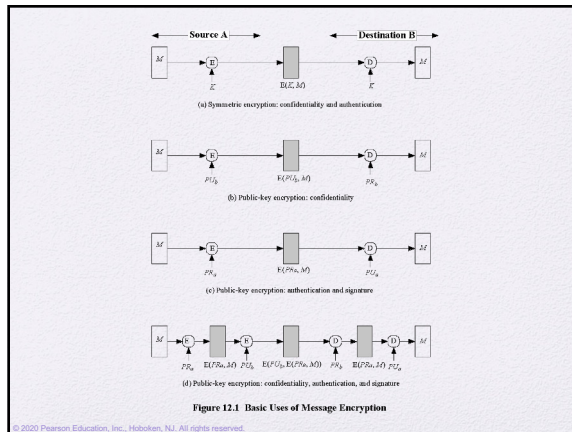 Source A Destination B
M E E(K, M) D M
K K
(a) Symmetric encryption: confidentiality and authentication
M E E(PUb, M) D M
PUb PRb
(b) Public-key encryption: confidentiality
M E E(PRa, M) D M
PRa PUa
(c) Public-key encryption: authentication and signature
M E E D D M
PRa E(PRa, M) PUb E(PUb, E(PRa, M)) PRb E(PRa, M) PUa
(d) Public-key encryption: confidentiality, authentication, and signature
Figure 12.1 Basic Uses of Message Encryption
© 2020 Pearson Education, Inc., Hoboken, NJ. All rights reserved.